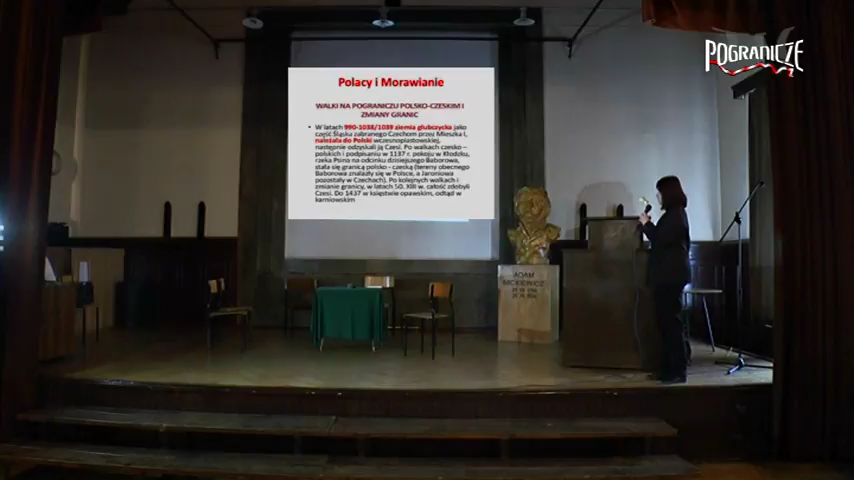 POGRANICZE
Polacy i Morawianie
WALKI NA POGRANICZU POLSKO-CZESKIM I
ZMIANY GRANIC
• W latach 990-1038/1039 ziemia głubczycka jako
część Śląska zabranego Czechom przez Mieszka I,
należała do Polski wczesnopiastowskiej,
następnie odzyskali ją Czesi. Po walkach czesko –
polskich i podpisaniu w 1137 r. pokoju w Kłodzku,
rzeka Psina na odcinku dzisiejszego Baborowa,
stała się granicą polsko - czeską (tereny obecnego
Baborowa znalazły się w Polsce, a Jaroniowa
pozostały w Czechach). Po kolejnych walkach i
zmianie granicy, w latach 50. XIII w. całość zdobyli
Czesi. Do 1437 w księstwie opawskim, odtąd w
karniowskim
ADAM
MICKIEWICZ